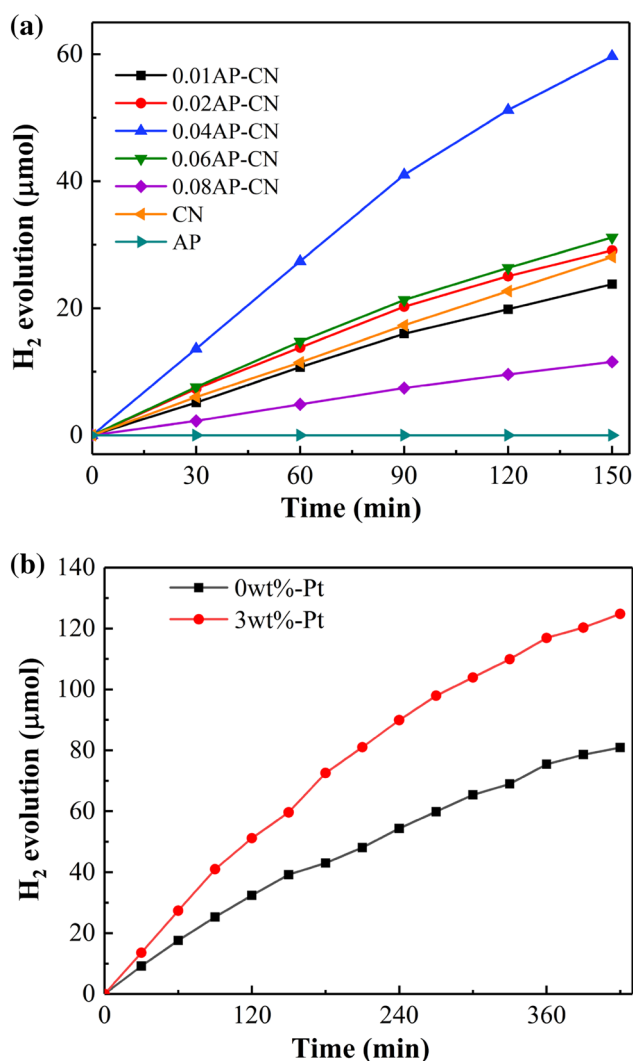 (a)
H₂ evolution (μmol)
60
40
20
0
0.01AP-CN
0.02AP-CN
0.04AP-CN
0.06AP-CN
0.08AP-CN
CN
AP
0 30 60 90 120 150
Time (min)
(b)
H₂ evolution (μmol)
140
120
100
80
60
40
20
0
0wt%-Pt
3wt%-Pt
0 120 240 360
Time (min)